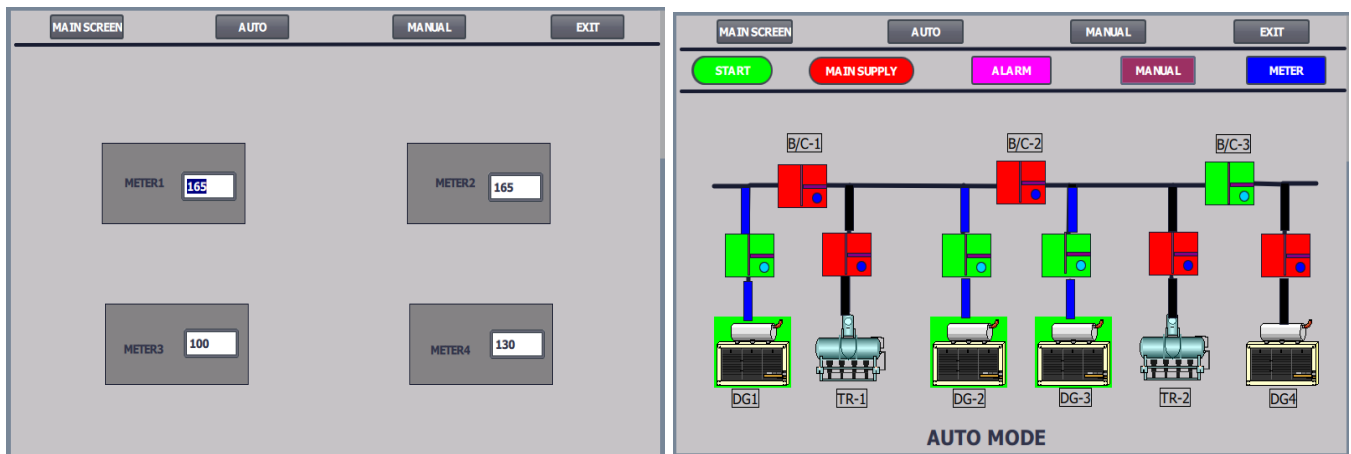 MAIN SCREEN AUTO MANUAL EXIT
METER1 165
METER2 165
METER3 100
METER4 130
MAIN SCREEN AUTO MANUAL EXIT
START MAIN SUPPLY ALARM MANUAL METER
B/C-1 B/C-2 B/C-3
DG1 TR-1 DG-2 DG-3 TR-2 DG4
AUTO MODE